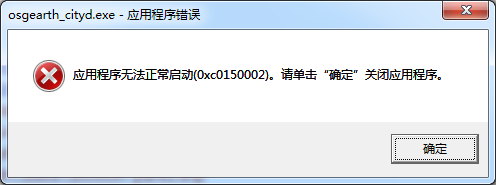 osgearth_cityd.exe - 应用程序错误
应用程序无法正常启动(0xc0150002)。请单击“确定”关闭应用程序。
确定